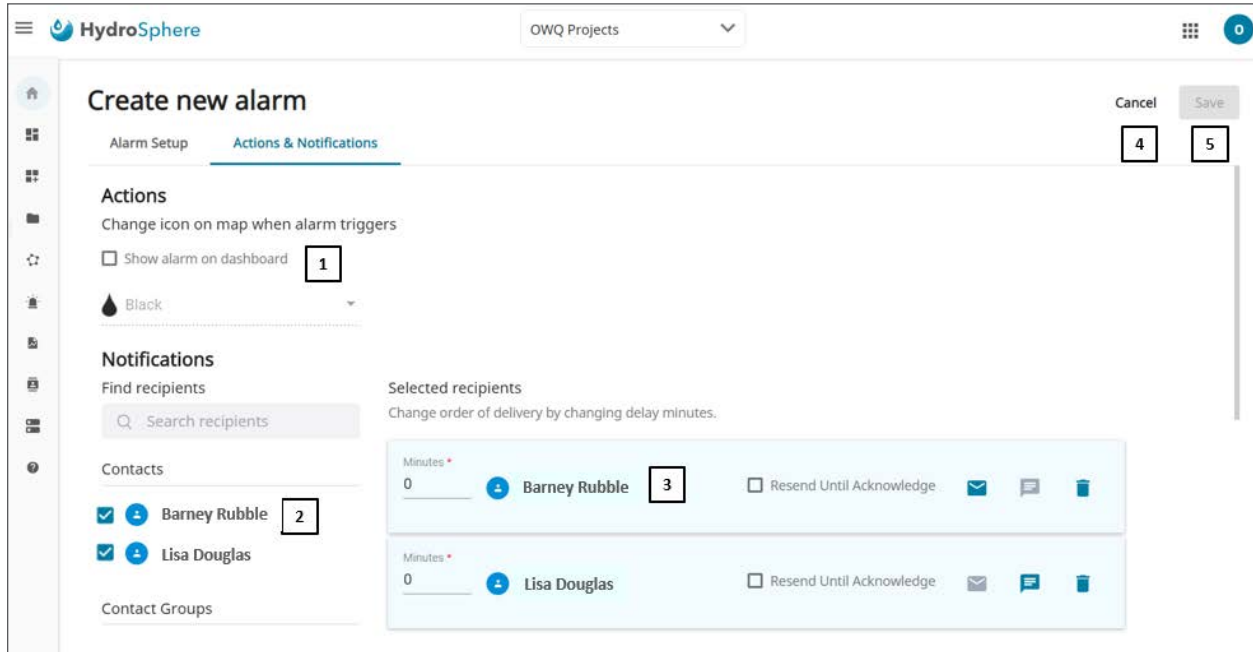 HydroSphere
OWQ Projects
O
Create new alarm
Cancel
Save
Alarm Setup
Actions & Notifications
4
5
Actions
Change icon on map when alarm triggers
Show alarm on dashboard
1
Black
Notifications
Find recipients
Search recipients
Selected recipients
Change order of delivery by changing delay minutes.
Contacts
Barney Rubble
2
Lisa Douglas
Contact Groups
Minutes *
0
Barney Rubble
3
Resend Until Acknowledge
Minutes *
0
Lisa Douglas
Resend Until Acknowledge